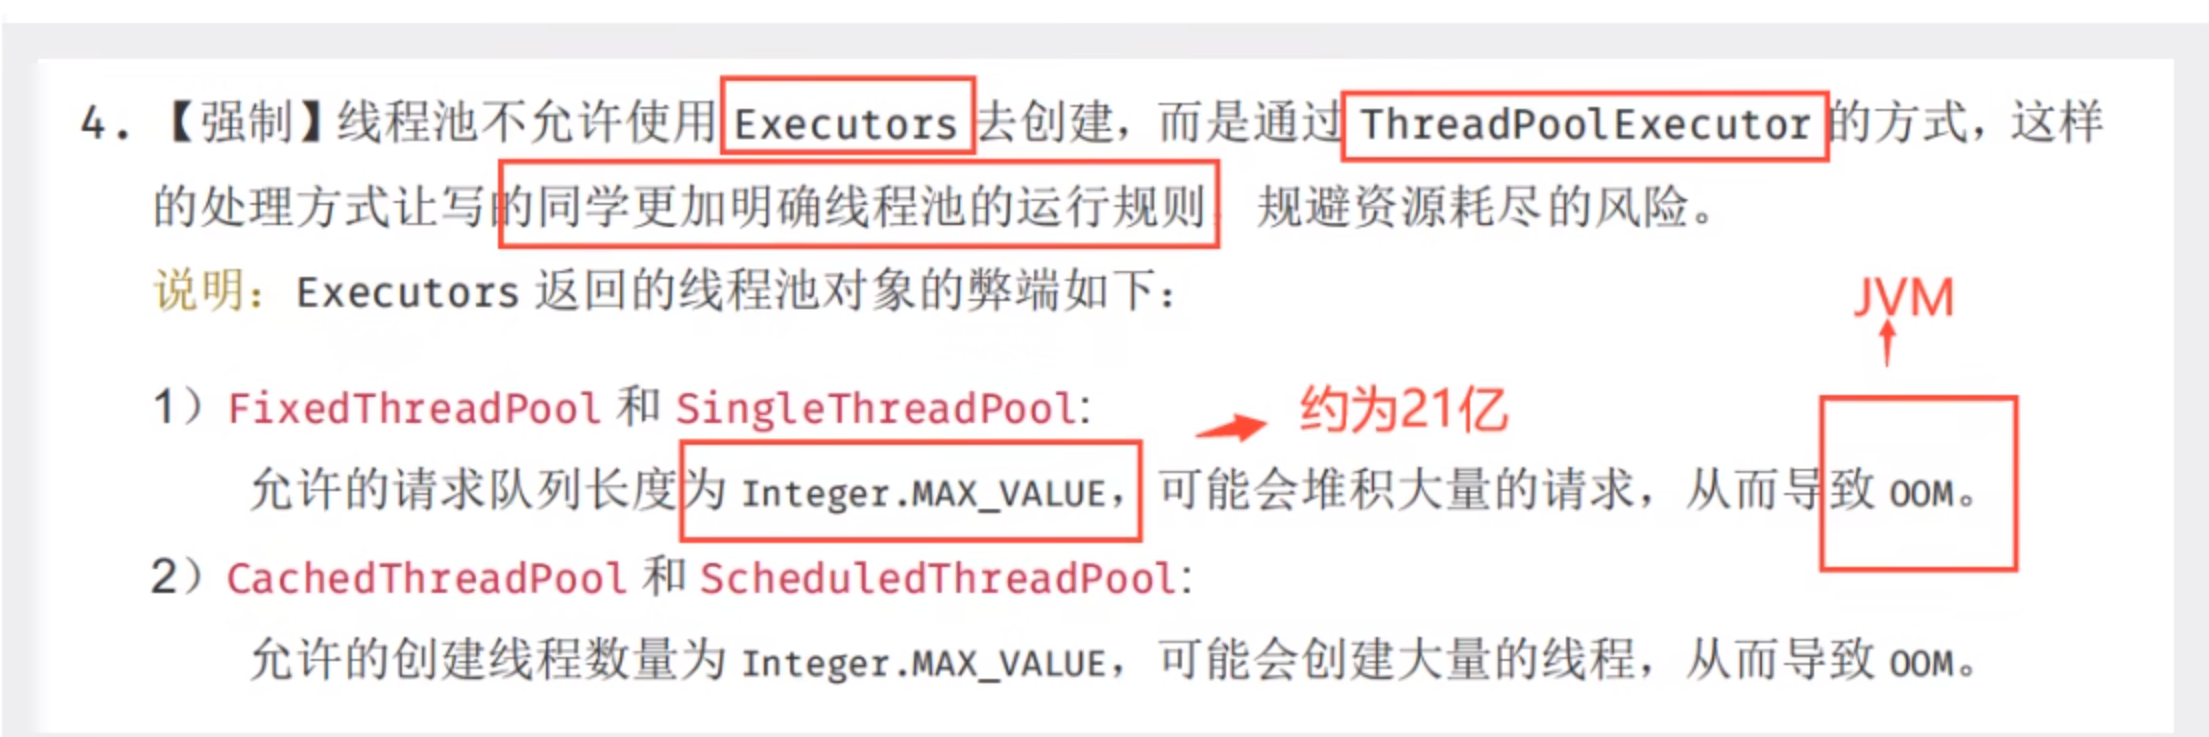 4. 【强制】线程池不允许使用 Executors 去创建，而是通过 ThreadPoolExecutor 的方式，这样
的处理方式让写的同学更加明确线程池的运行规则，规避资源耗尽的风险。
说明：Executors 返回的线程池对象的弊端如下：
JVM
1）FixedThreadPool 和 SingleThreadPool:
约为21亿
允许的请求队列长度为 Integer.MAX_VALUE，可能会堆积大量的请求，从而导致 OOM。
2）CachedThreadPool 和 ScheduledThreadPool:
允许的创建线程数量为 Integer.MAX_VALUE，可能会创建大量的线程，从而导致 OOM。